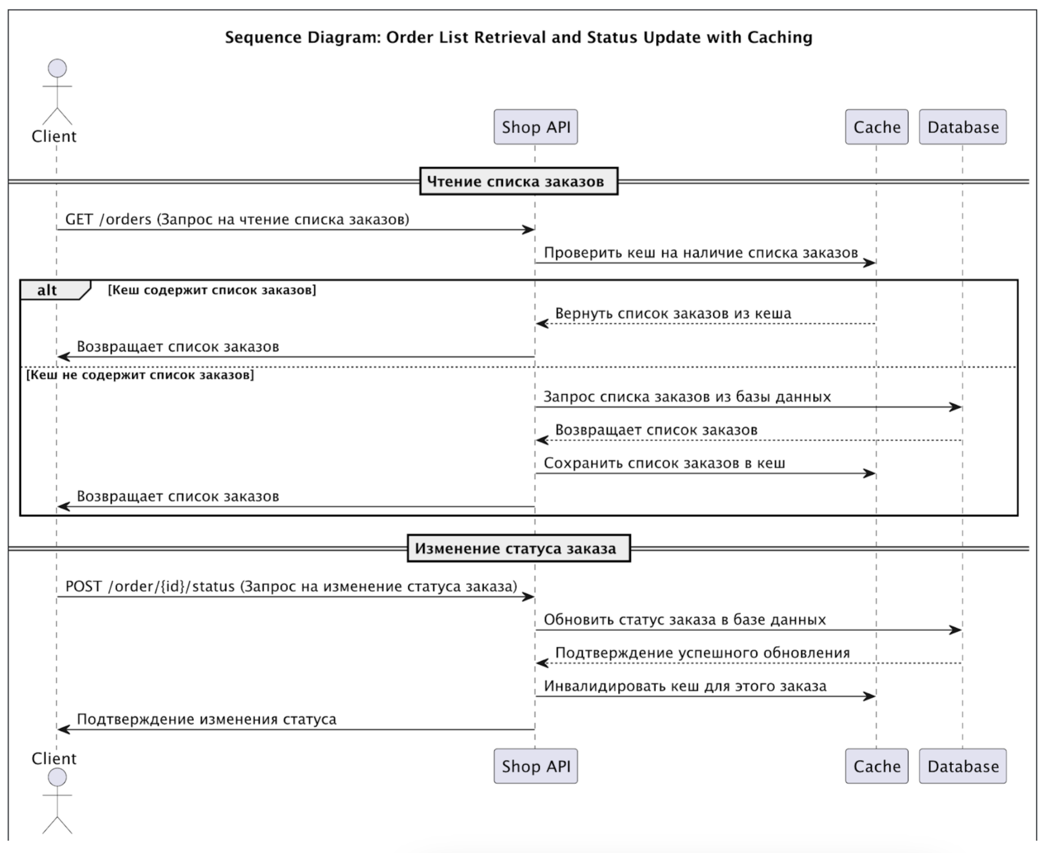 Sequence Diagram: Order List Retrieval and Status Update with Caching
Client
Shop API
Cache
Database
Чтение списка заказов
GET /orders (Запрос на чтение списка заказов)
Проверить кеш на наличие списка заказов
alt
[Кеш содержит список заказов]
Вернуть список заказов из кеша
Возвращает список заказов
[Кеш не содержит список заказов]
Запрос списка заказов из базы данных
Возвращает список заказов
Сохранить список заказов в кеш
Возвращает список заказов
Изменение статуса заказа
POST /order/{id}/status (Запрос на изменение статуса заказа)
Обновить статус заказа в базе данных
Подтверждение успешного обновления
Инвалидировать кеш для этого заказа
Подтверждение изменения статуса
Client
Shop API
Cache
Database